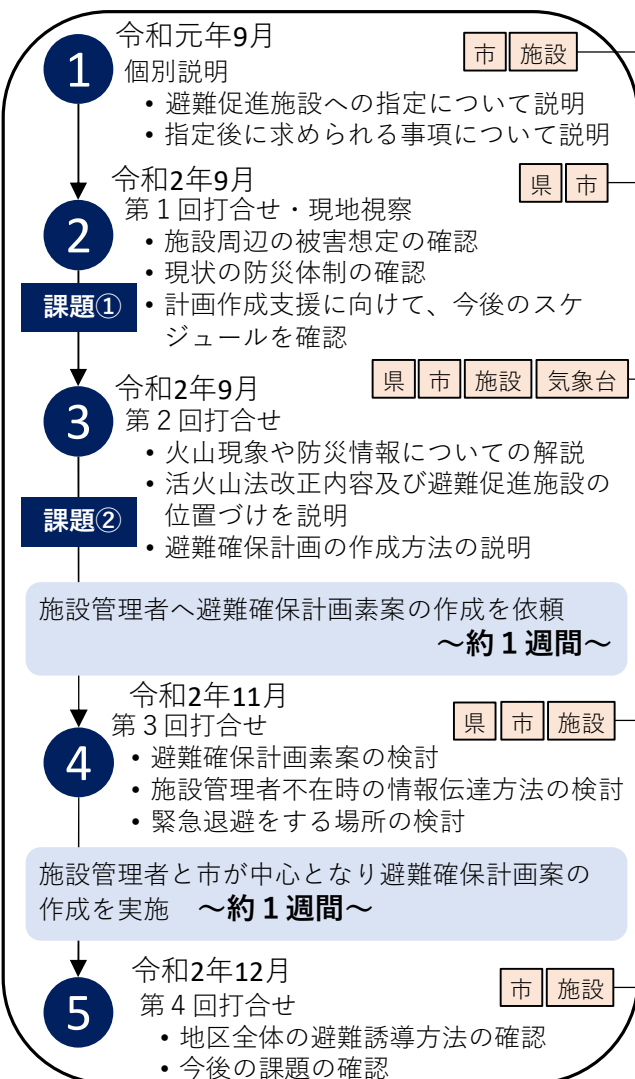 1
令和元年9月
市 施設
個別説明
• 避難促進施設への指定について説明
• 指定後に求められる事項について説明
2
令和2年9月
県 市
第１回打合せ・現地視察
• 施設周辺の被害想定の確認
• 現状の防災体制の確認
課題①
• 計画作成支援に向けて、今後のスケ
ジュールを確認
3
令和2年9月
県 市 施設 気象台
第２回打合せ
• 火山現象や防災情報についての解説
• 活火山法改正内容及び避難促進施設の
位置づけを説明
課題②
• 避難確保計画の作成方法の説明
施設管理者へ避難確保計画素案の作成を依頼
～約１週間～
4
令和2年11月
県 市 施設
第３回打合せ
• 避難確保計画素案の検討
• 施設管理者不在時の情報伝達方法の検討
• 緊急退避をする場所の検討
施設管理者と市が中心となり避難確保計画案の
作成を実施 ～約１週間～
5
令和2年12月
市 施設
第４回打合せ
• 地区全体の避難誘導方法の確認
• 今後の課題の確認